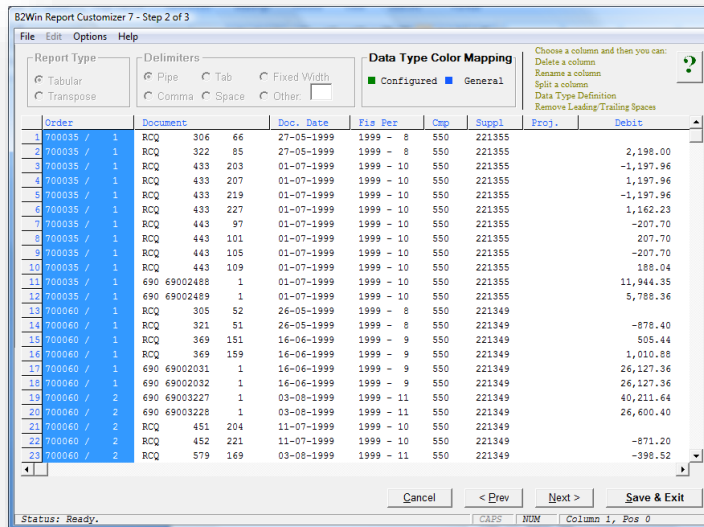 B2Win Report Customizer 7 - Step 2 of 3
File Edit Options Help
Report Type
Tabular
Transpose
Delimiters
Pipe Tab Fixed Width
Comma Space Other:
Data Type Color Mapping
Configured General
Choose a column and then you can:
Delete a column
Rename a column
Split a column
Data Type Definition
Remove Leading/Trailing Spaces
?
Order Document Doc. Date Fis Per Cmp Suppl Proj. Debit
1 700035 / 1 RCQ 306 66 27-05-1999 1999 - 8 550 221355
2 700035 / 1 RCQ 322 85 27-05-1999 1999 - 8 550 221355 2,198.00
3 700035 / 1 RCQ 433 203 01-07-1999 1999 - 10 550 221355 -1,197.96
4 700035 / 1 RCQ 433 207 01-07-1999 1999 - 10 550 221355 1,197.96
5 700035 / 1 RCQ 433 219 01-07-1999 1999 - 10 550 221355 -1,197.96
6 700035 / 1 RCQ 433 227 01-07-1999 1999 - 10 550 221355 1,162.23
7 700035 / 1 RCQ 443 97 01-07-1999 1999 - 10 550 221355 -207.70
8 700035 / 1 RCQ 443 101 01-07-1999 1999 - 10 550 221355 207.70
9 700035 / 1 RCQ 443 105 01-07-1999 1999 - 10 550 221355 -207.70
10 700035 / 1 RCQ 443 109 01-07-1999 1999 - 10 550 221355 188.04
11 700035 / 1 690 69002488 1 01-07-1999 1999 - 10 550 221355 11,944.35
12 700035 / 1 690 69002489 1 01-07-1999 1999 - 10 550 221355 5,788.36
13 700060 / 1 RCQ 305 52 26-05-1999 1999 - 8 550 221349
14 700060 / 1 RCQ 321 51 26-05-1999 1999 - 8 550 221349 -878.40
15 700060 / 1 RCQ 369 151 16-06-1999 1999 - 9 550 221349 505.44
16 700060 / 1 RCQ 369 159 16-06-1999 1999 - 9 550 221349 1,010.88
17 700060 / 1 690 69002031 1 16-06-1999 1999 - 9 550 221349 26,127.36
18 700060 / 1 690 69002032 1 16-06-1999 1999 - 9 550 221349 26,127.36
19 700060 / 2 690 69003227 1 03-08-1999 1999 - 11 550 221349 40,211.64
20 700060 / 2 690 69003228 1 03-08-1999 1999 - 11 550 221349 26,600.40
21 700060 / 2 RCQ 451 204 11-07-1999 1999 - 10 550 221349
22 700060 / 2 RCQ 452 221 11-07-1999 1999 - 10 550 221349 -871.20
23 700060 / 2 RCQ 579 169 03-08-1999 1999 - 11 550 221349 -398.52
Cancel < Prev Next > Save & Exit
Status: Ready. CAPS NUM Column 1, Pos 0